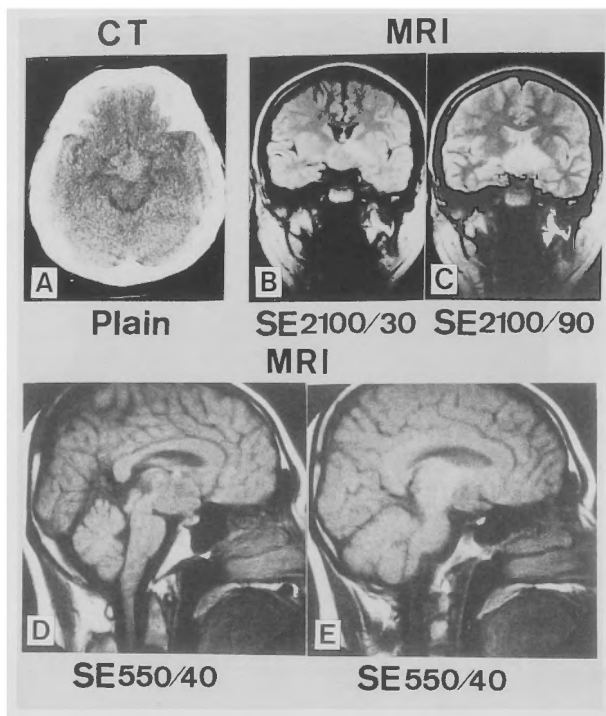 CT MRI
A B C
Plain SE2100/30 SE2100/90
MRI
D E
SE550/40 SE550/40